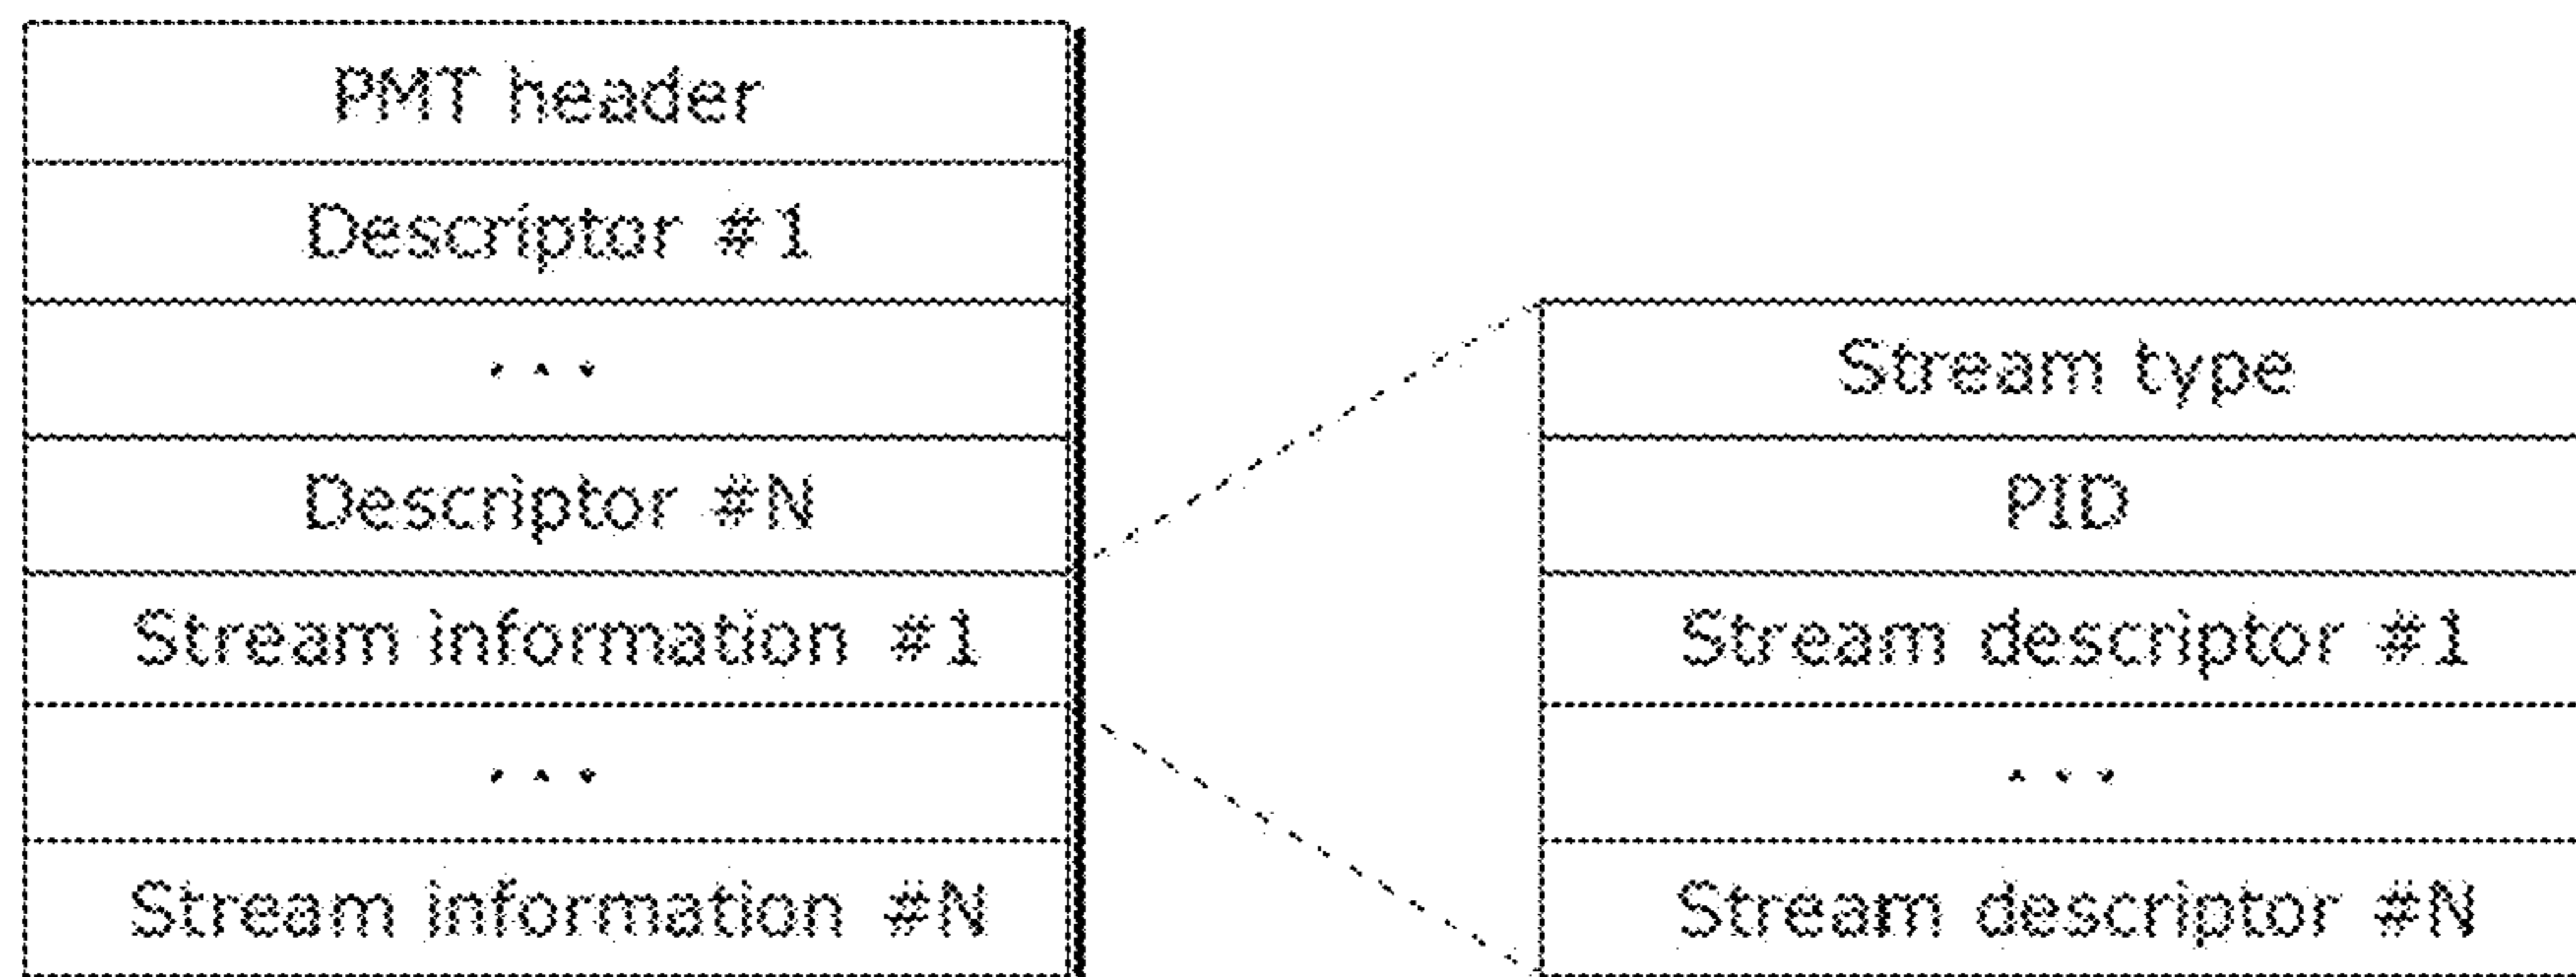 PMT header
Descriptor #1
...
Descriptor #N
Stream information #1
...
Stream information #N
Stream type
PID
Stream descriptor #1
...
Stream descriptor #N